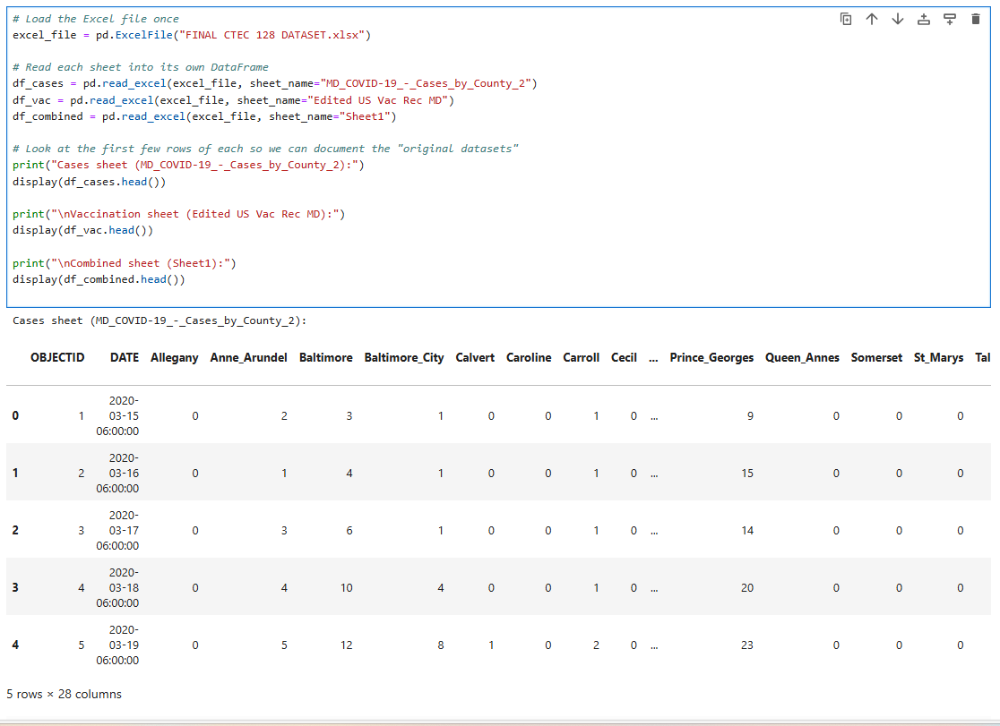 # Load the Excel file once
excel_file = pd.ExcelFile("FINAL CTEC 128 DATASET.xlsx")
# Read each sheet into its own DataFrame
df_cases = pd.read_excel(excel_file, sheet_name="MD_COVID-19_-_Cases_by_County_2")
df_vac = pd.read_excel(excel_file, sheet_name="Edited US Vac Rec MD")
df_combined = pd.read_excel(excel_file, sheet_name="Sheet1")
# Look at the first few rows of each so we can document the "original datasets"
print("Cases sheet (MD_COVID-19_-_Cases_by_County_2):")
display(df_cases.head())
print("\nVaccination sheet (Edited US Vac Rec MD):")
display(df_vac.head())
print("\nCombined sheet (Sheet1):")
display(df_combined.head())
Cases sheet (MD_COVID-19_-_Cases_by_County_2):
OBJECTID DATE Allegany Anne_Arundel Baltimore Baltimore_City Calvert Caroline Carroll Cecil ... Prince_Georges Queen_Annes Somerset St_Marys Tal
2020-
0 1 03-15 0 2 3 1 0 0 1 0 ... 9 0 0 0
06:00:00
2020-
1 2 03-16 0 1 4 1 0 0 1 0 ... 15 0 0 0
06:00:00
2020-
2 3 03-17 0 3 6 1 0 0 1 0 ... 14 0 0 0
06:00:00
2020-
3 4 03-18 0 4 10 4 0 0 1 0 ... 20 0 0 0
06:00:00
2020-
4 5 03-19 0 5 12 8 1 0 2 0 ... 23 0 0 0
06:00:00
5 rows × 28 columns